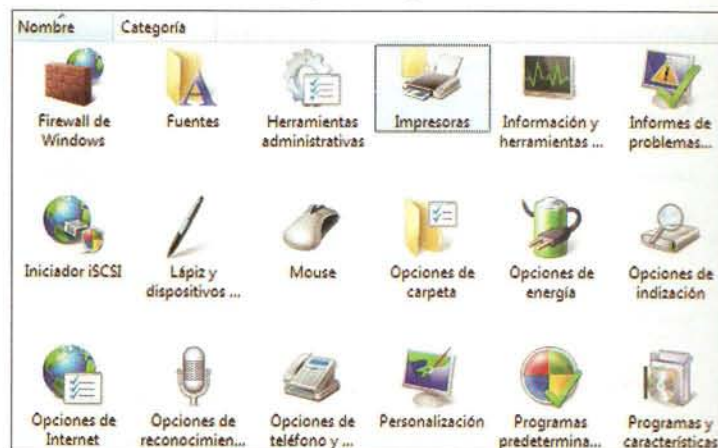 Nombre Categoría
Firewall de Windows
Fuentes
Herramientas administrativas
Impresoras
Información y herramientas ...
Informes de problemas...
Iniciador iSCSI
Lápiz y dispositivos ...
Mouse
Opciones de carpeta
Opciones de energía
Opciones de indización
Opciones de Internet
Opciones de reconocimien...
Opciones de teléfono y ...
Personalización
Programas predetermina...
Programas y características